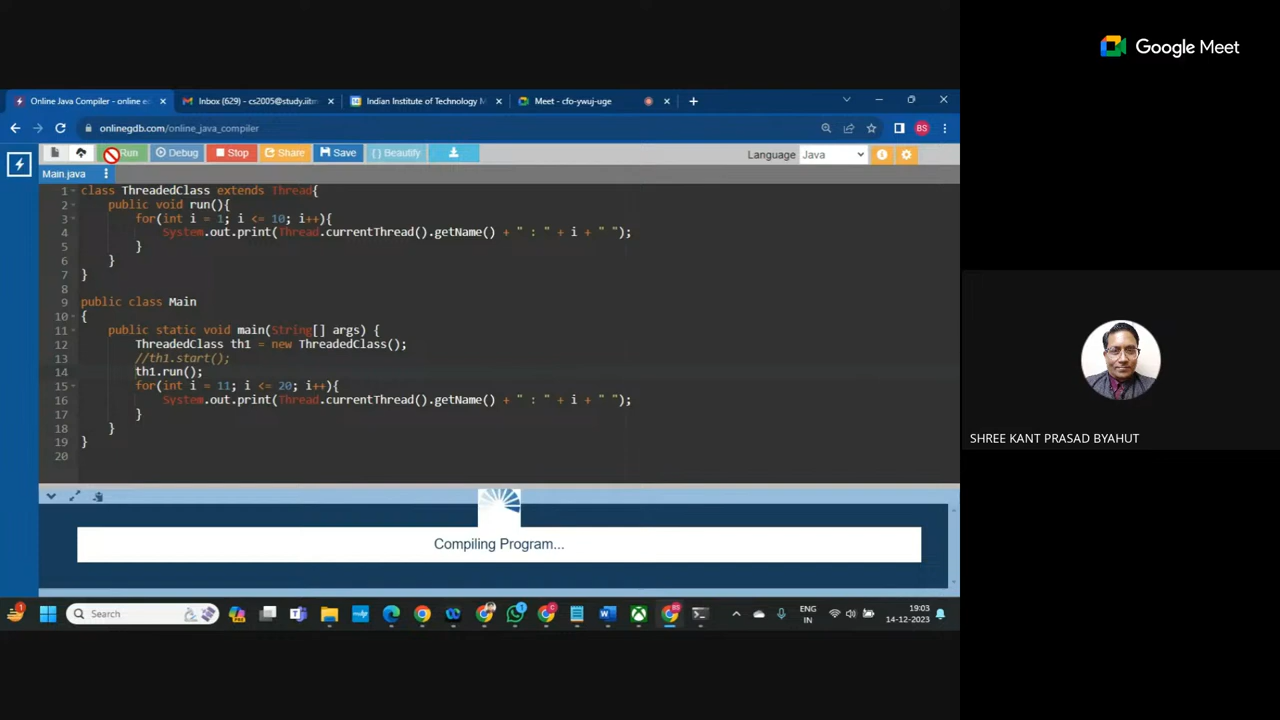 Google Meet
Online Java Compiler - online e
Inbox (629) - cs2005@study.iitm
Indian Institute of Technology M
Meet - cfo-ywuj-uge
onlinegdb.com/online_java_compiler
BS
Run
Debug
Stop
Share
Save
{ } Beautify
Language Java
Main.java
1 class ThreadedClass extends Thread{
2 public void run(){
3 for(int i = 1; i <= 10; i++){
4 System.out.print(Thread.currentThread().getName() + " : " + i + " ");
5 }
6 }
7 }
8
9 public class Main
10 {
11 public static void main(String[] args) {
12 ThreadedClass th1 = new ThreadedClass();
13 //th1.start();
14 th1.run();
15 for(int i = 11; i <= 20; i++){
16 System.out.print(Thread.currentThread().getName() + " : " + i + " ");
17 }
18 }
19 }
20
Compiling Program...
SHREE KANT PRASAD BYAHUT
Search
ENG
IN
19:03
14-12-2023